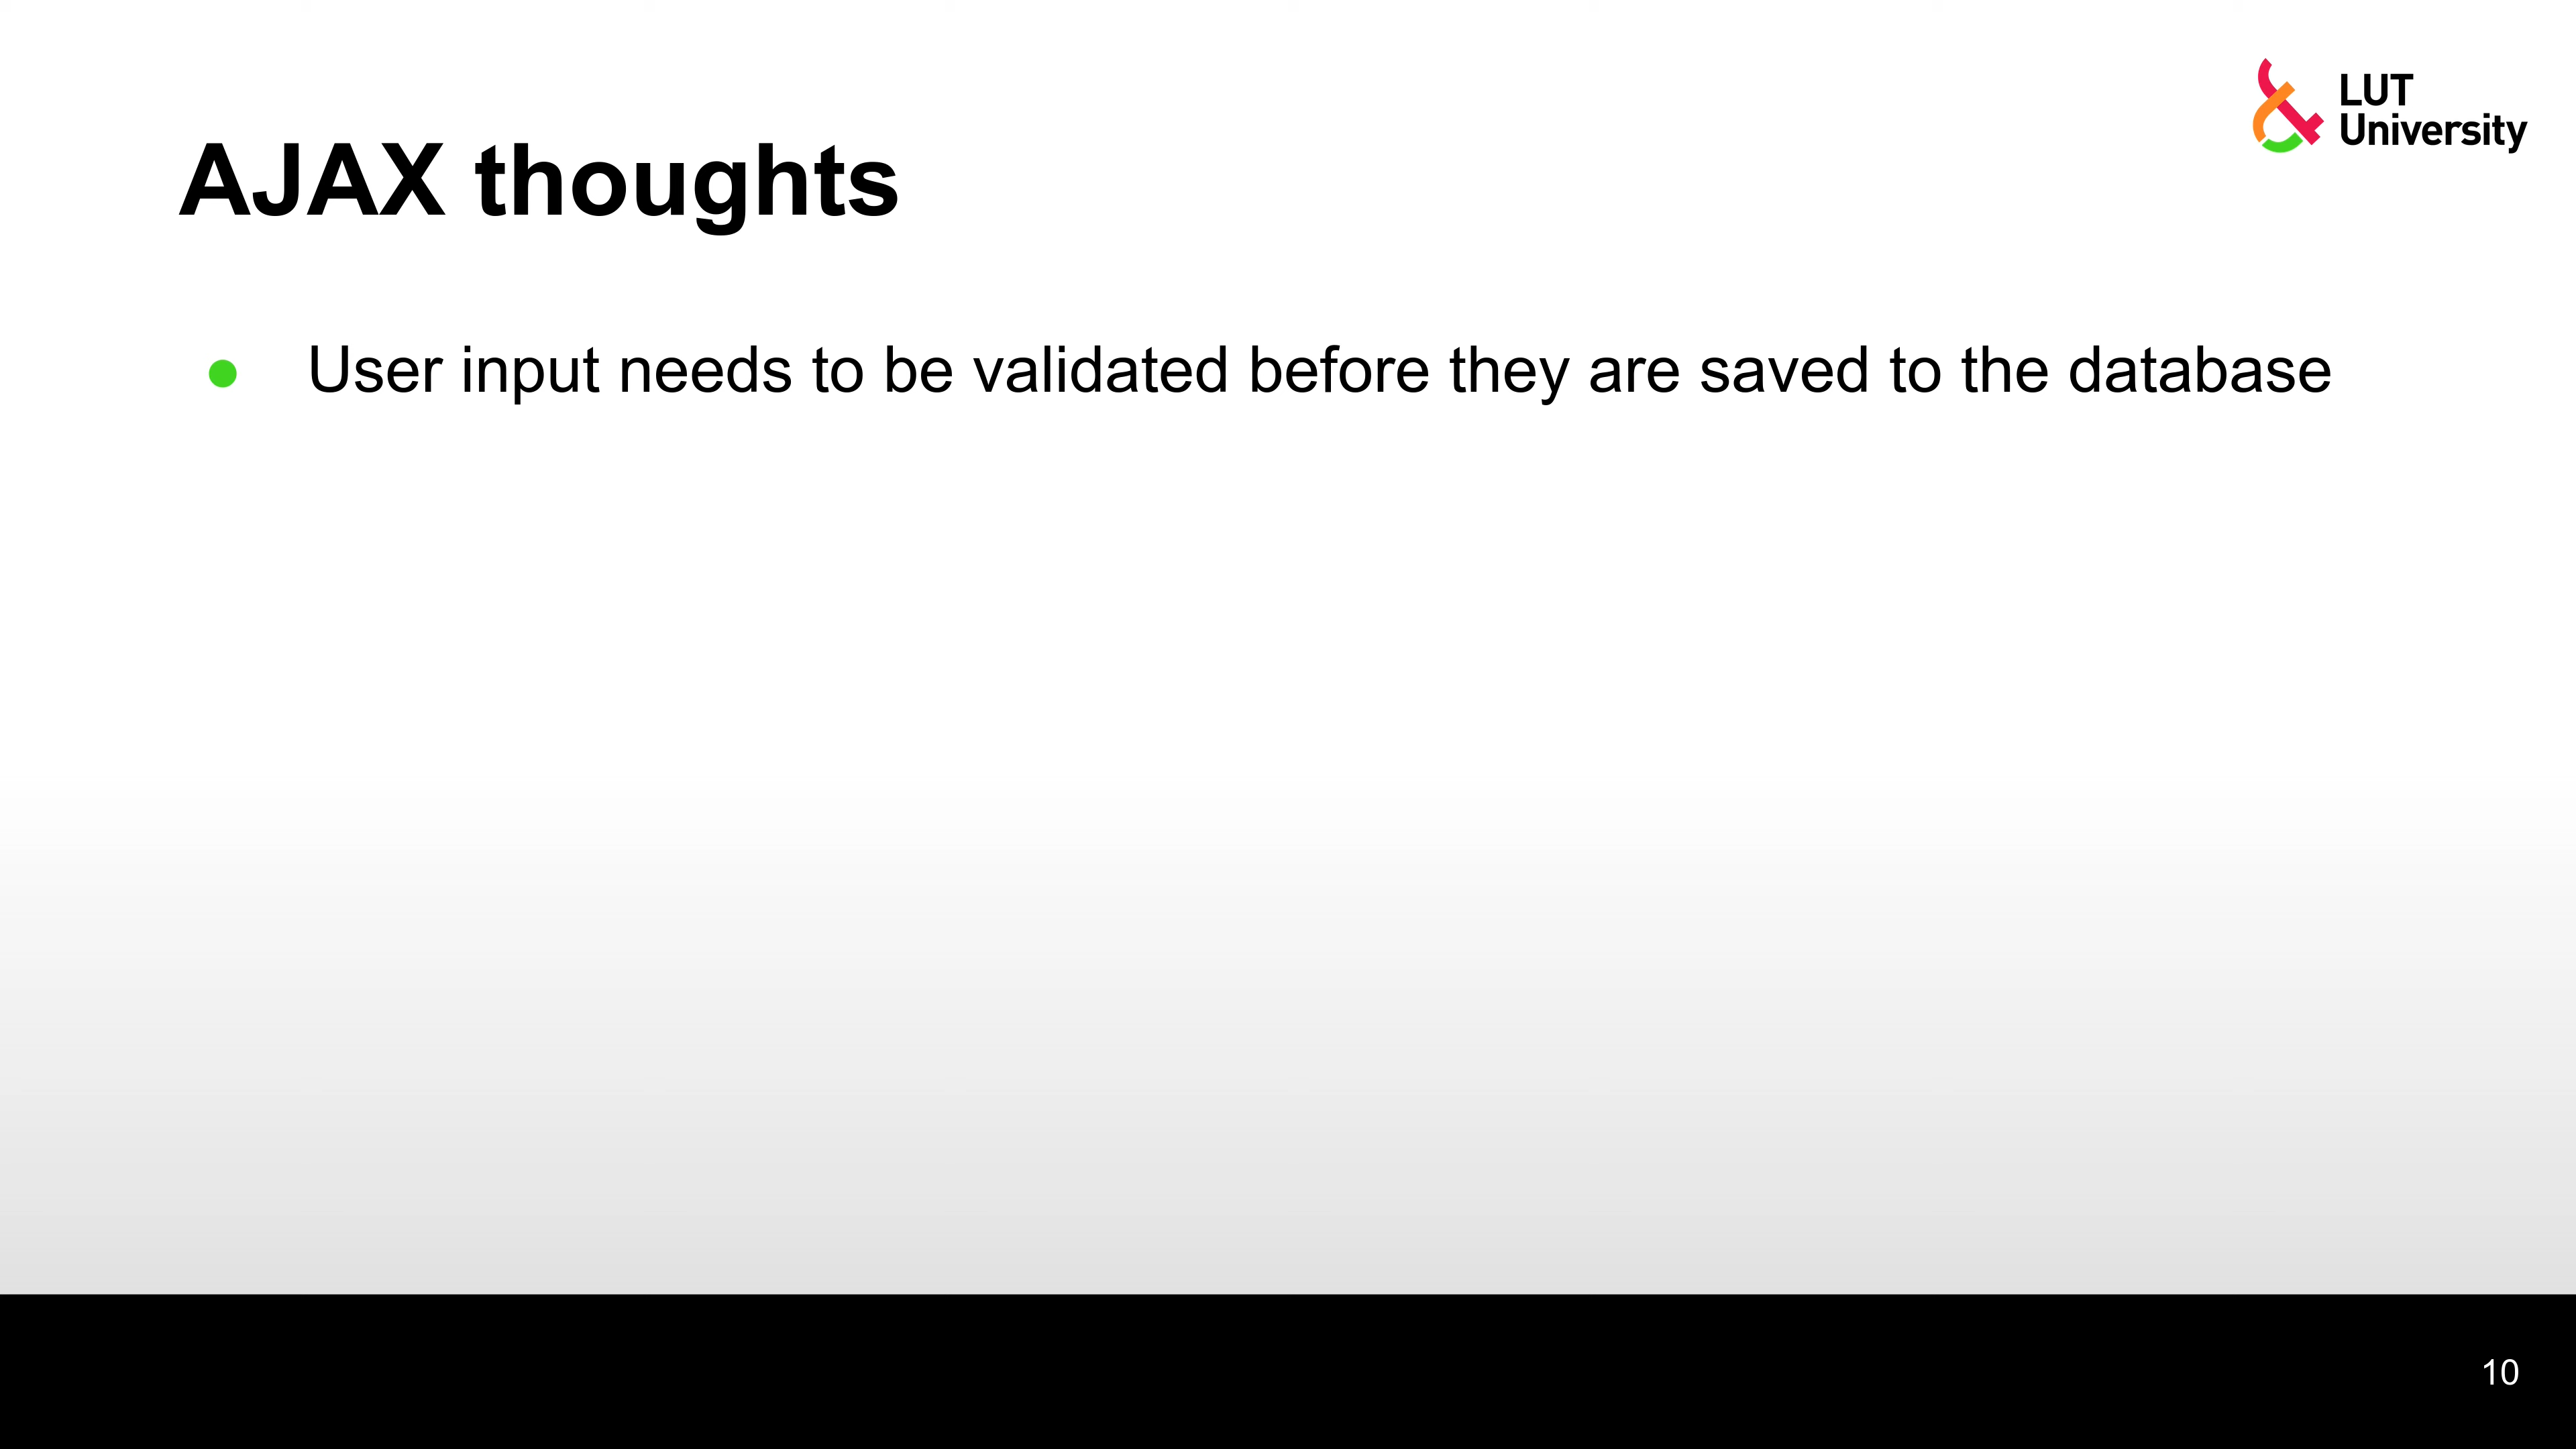 LUT
University
AJAX thoughts
User input needs to be validated before they are saved to the database
10